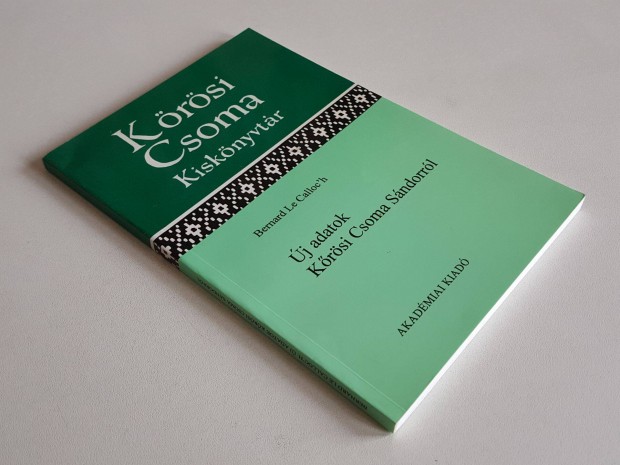 Kőrösi
Csoma
Kiskönyvtár
Bernard Le Calloc'h
Új adatok
Kőrösi Csoma Sándorról
AKADÉMIAI KIADÓ